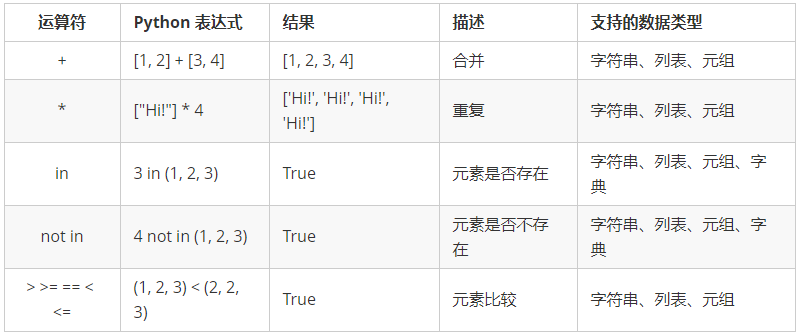 运算符 Python 表达式 结果 描述 支持的数据类型
+ [1, 2] + [3, 4] [1, 2, 3, 4] 合并 字符串、列表、元组
* ["Hi!"] * 4 ['Hi!', 'Hi!', 'Hi!',
'Hi!'] 重复 字符串、列表、元组
in 3 in (1, 2, 3) True 元素是否存在 字符串、列表、元组、字
典
not in 4 not in (1, 2, 3) True 元素是否不存
在 字符串、列表、元组、字
典
> >= == <
<= (1, 2, 3) < (2, 2,
3) True 元素比较 字符串、列表、元组